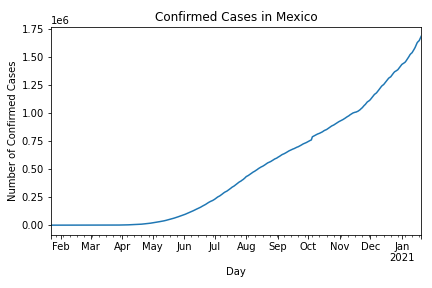 Confirmed Cases in Mexico
1e6
1.75
1.50
1.25
1.00
0.75
0.50
0.25
0.00
Number of Confirmed Cases
Feb Mar Apr May Jun Jul Aug Sep Oct Nov Dec Jan
2021
Day